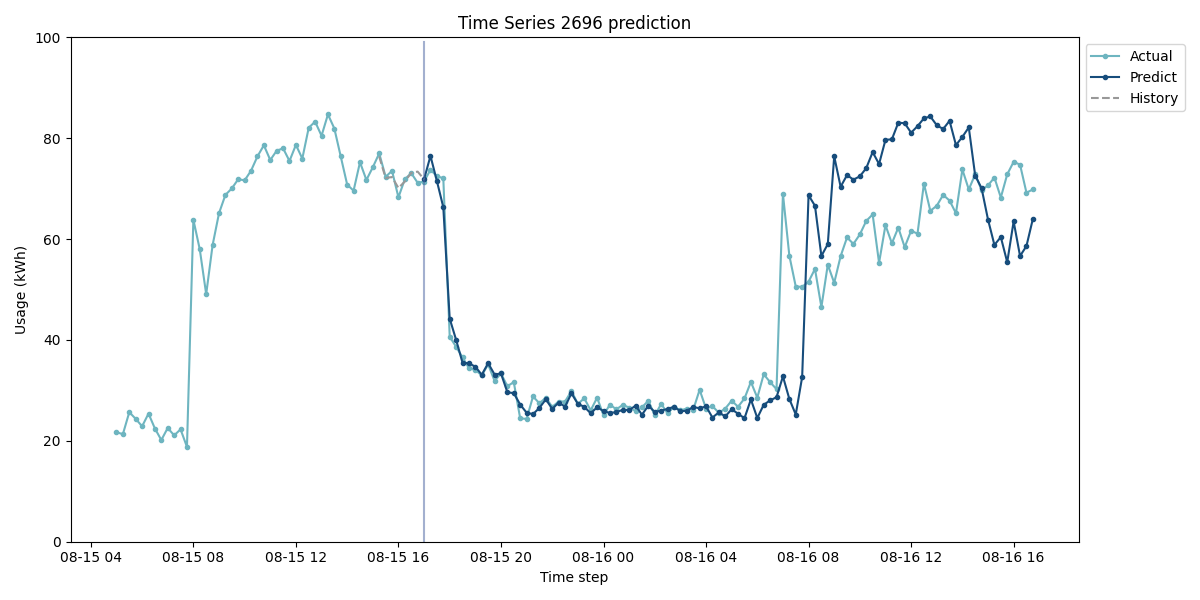 Time Series 2696 prediction
Usage (kWh)
100
80
60
40
20
0
08-15 04
08-15 08
08-15 12
08-15 16
08-15 20
08-16 00
08-16 04
08-16 08
08-16 12
08-16 16
Time step
Actual
Predict
History